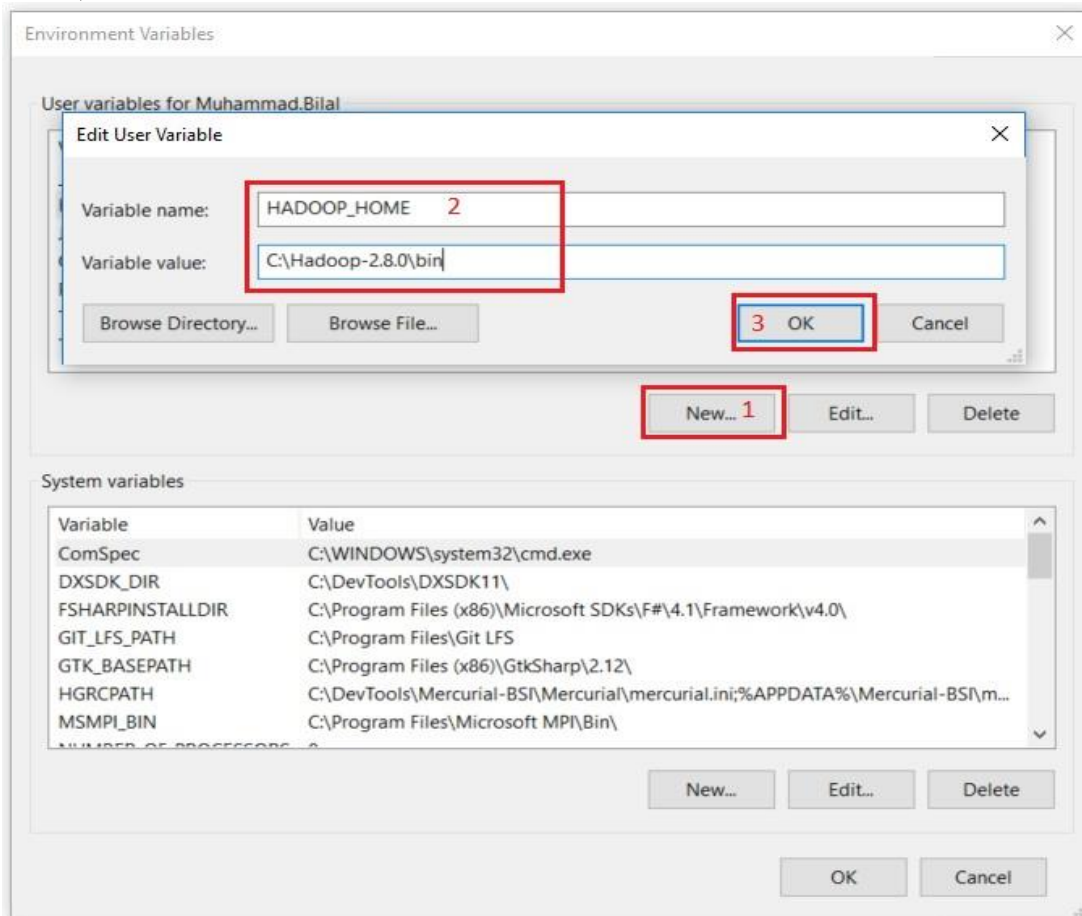 Environment Variables
User variables for Muhammad.Bilal
Edit User Variable
Variable name: HADOOP_HOME 2
Variable value: C:\Hadoop-2.8.0\bin
Browse Directory... Browse File... 3 OK Cancel
New... 1 Edit... Delete
System variables
Variable Value
ComSpec C:\WINDOWS\system32\cmd.exe
DXSDK_DIR C:\DevTools\DXSDK11\
FSHARPINSTALLDIR C:\Program Files (x86)\Microsoft SDKs\F#\4.1\Framework\v4.0\
GIT_LFS_PATH C:\Program Files\Git LFS
GTK_BASEPATH C:\Program Files (x86)\GtkSharp\2.12\
HGRCPATH C:\DevTools\Mercurial-BSI\Mercurial\mercurial.ini;%APPDATA%\Mercurial-BSI\m...
MSMPI_BIN C:\Program Files\Microsoft MPI\Bin\
NUMBER_OF_PROCESSORS
New... Edit... Delete
OK Cancel